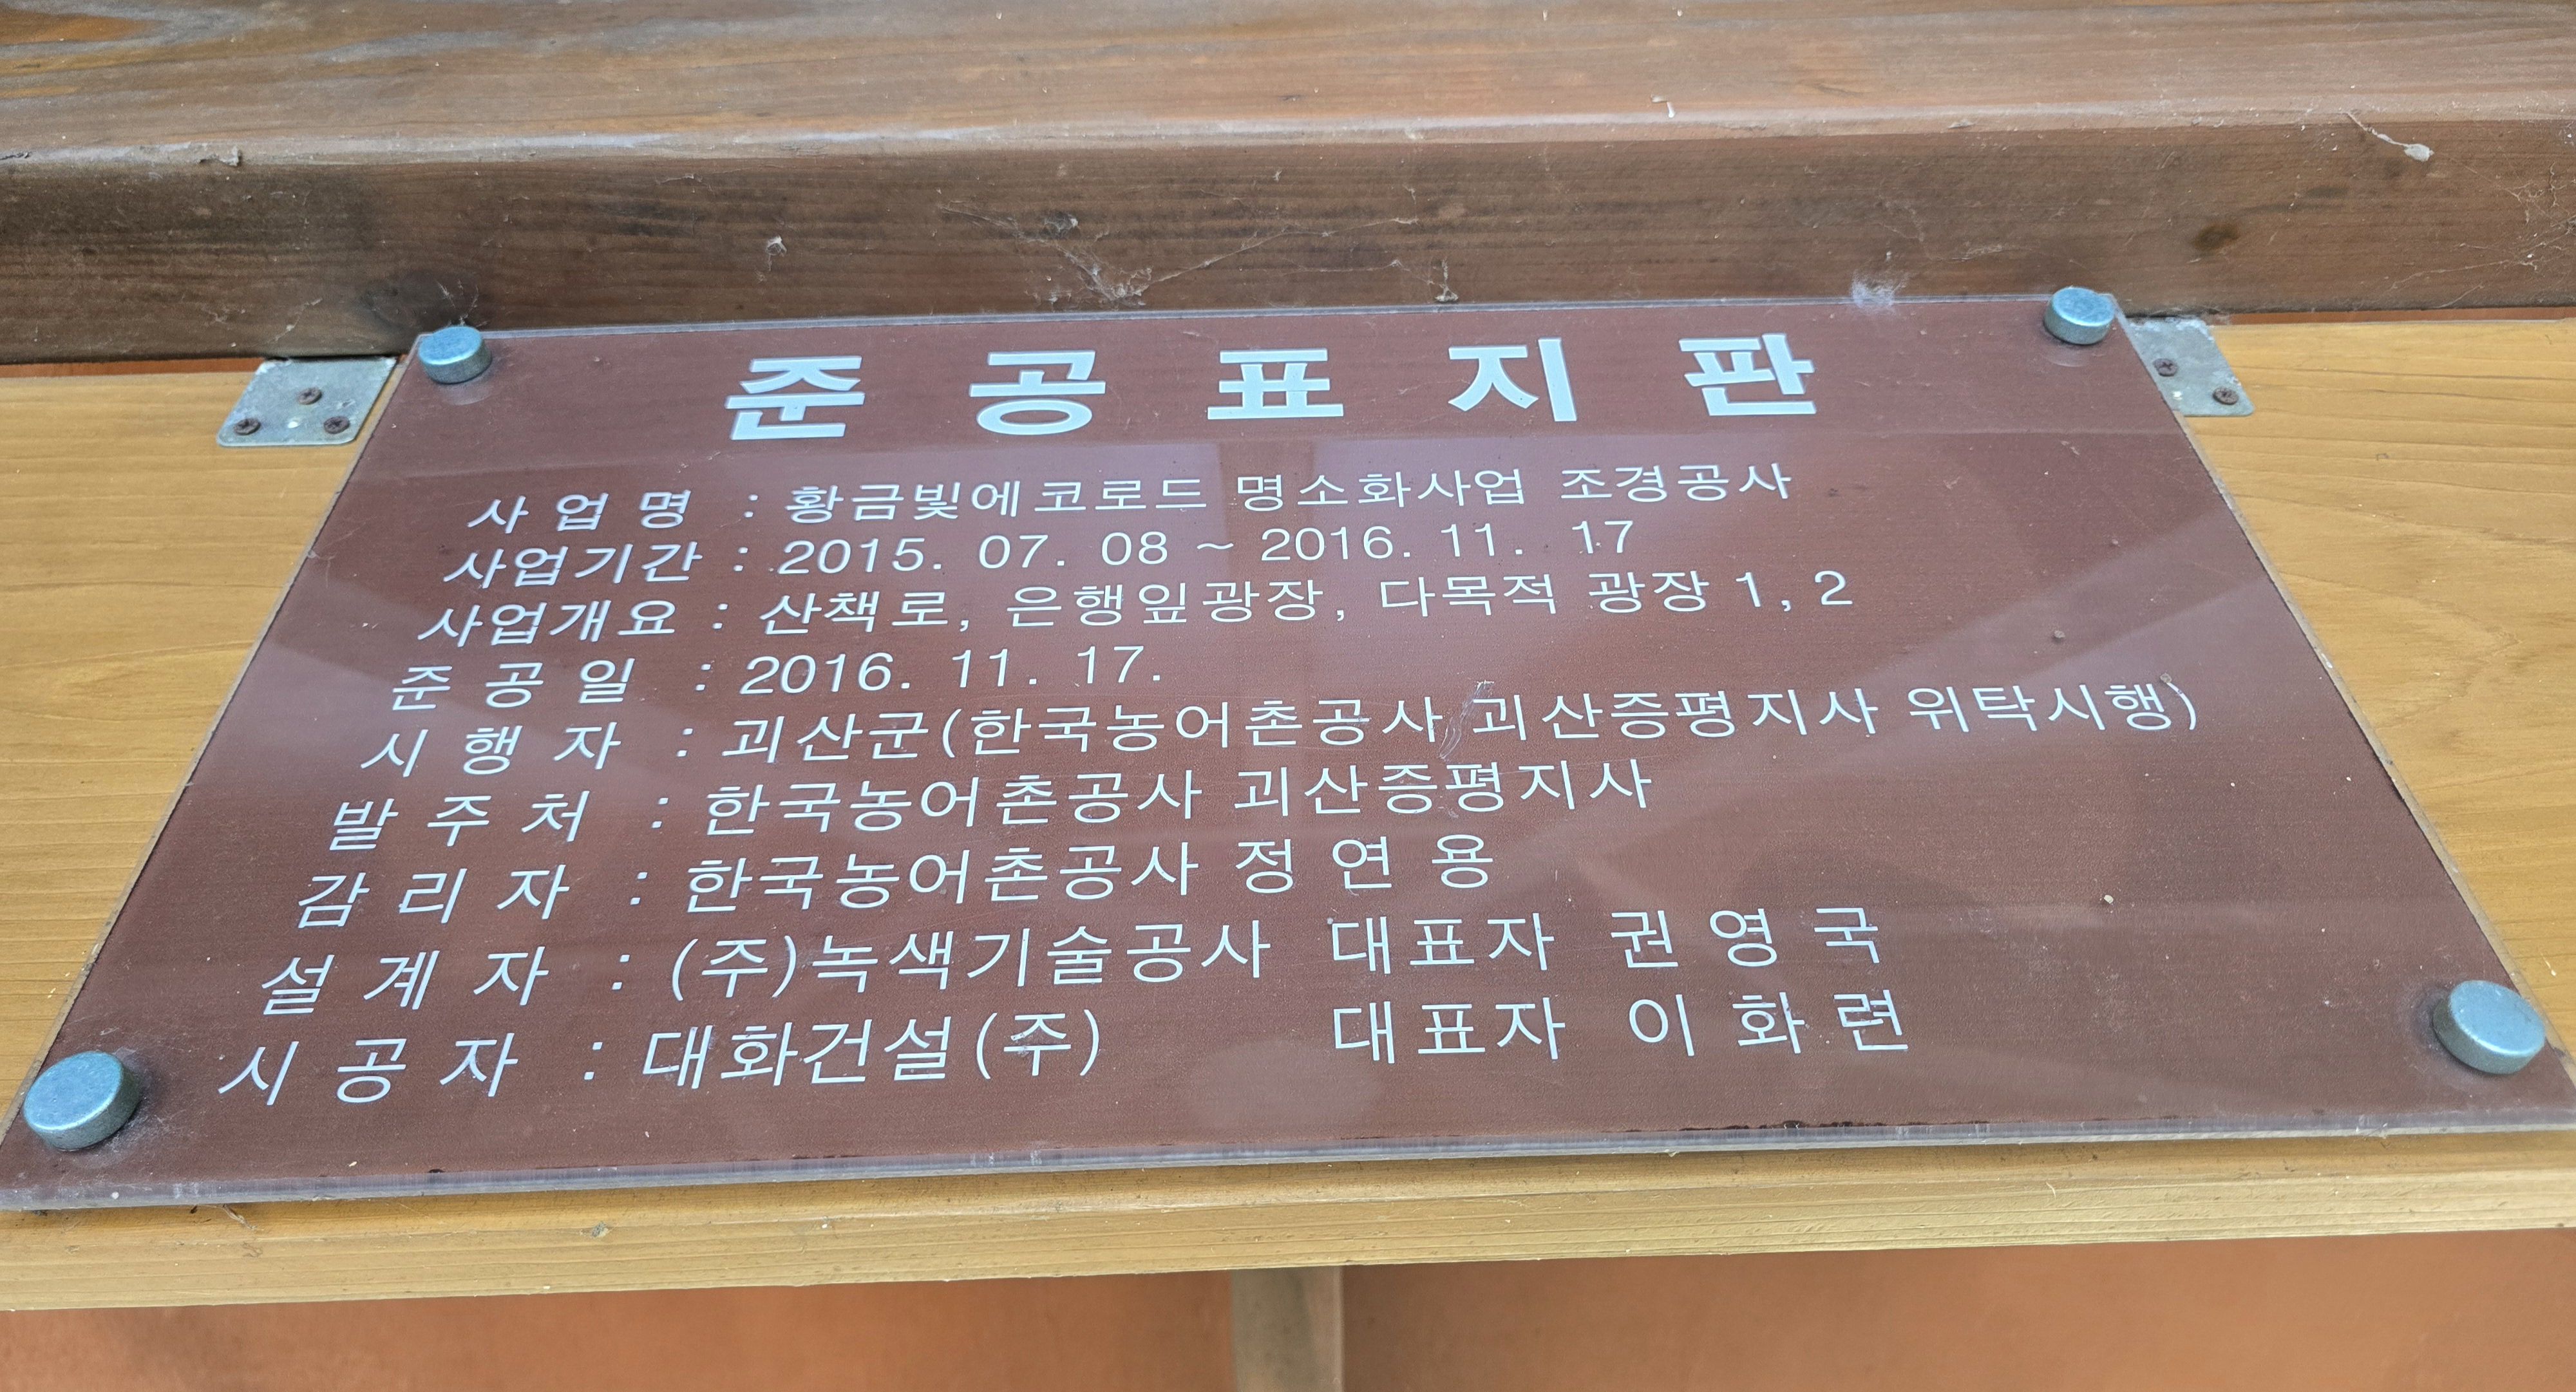 준 공 표 지 판
사 업 명 : 황금빛에코로드 명소화사업 조경공사
사업기간 : 2015. 07. 08 ~ 2016. 11. 17
사업개요 : 산책로, 은행잎광장, 다목적 광장 1, 2
준 공 일 : 2016. 11. 17.
시 행 자 : 괴산군(한국농어촌공사 괴산증평지사 위탁시행)
발 주 처 : 한국농어촌공사 괴산증평지사
감 리 자 : 한국농어촌공사 정 연 용
설 계 자 : (주)녹색기술공사 대표자 권 영 국
시 공 자 : 대화건설(주) 대표자 이 화 련